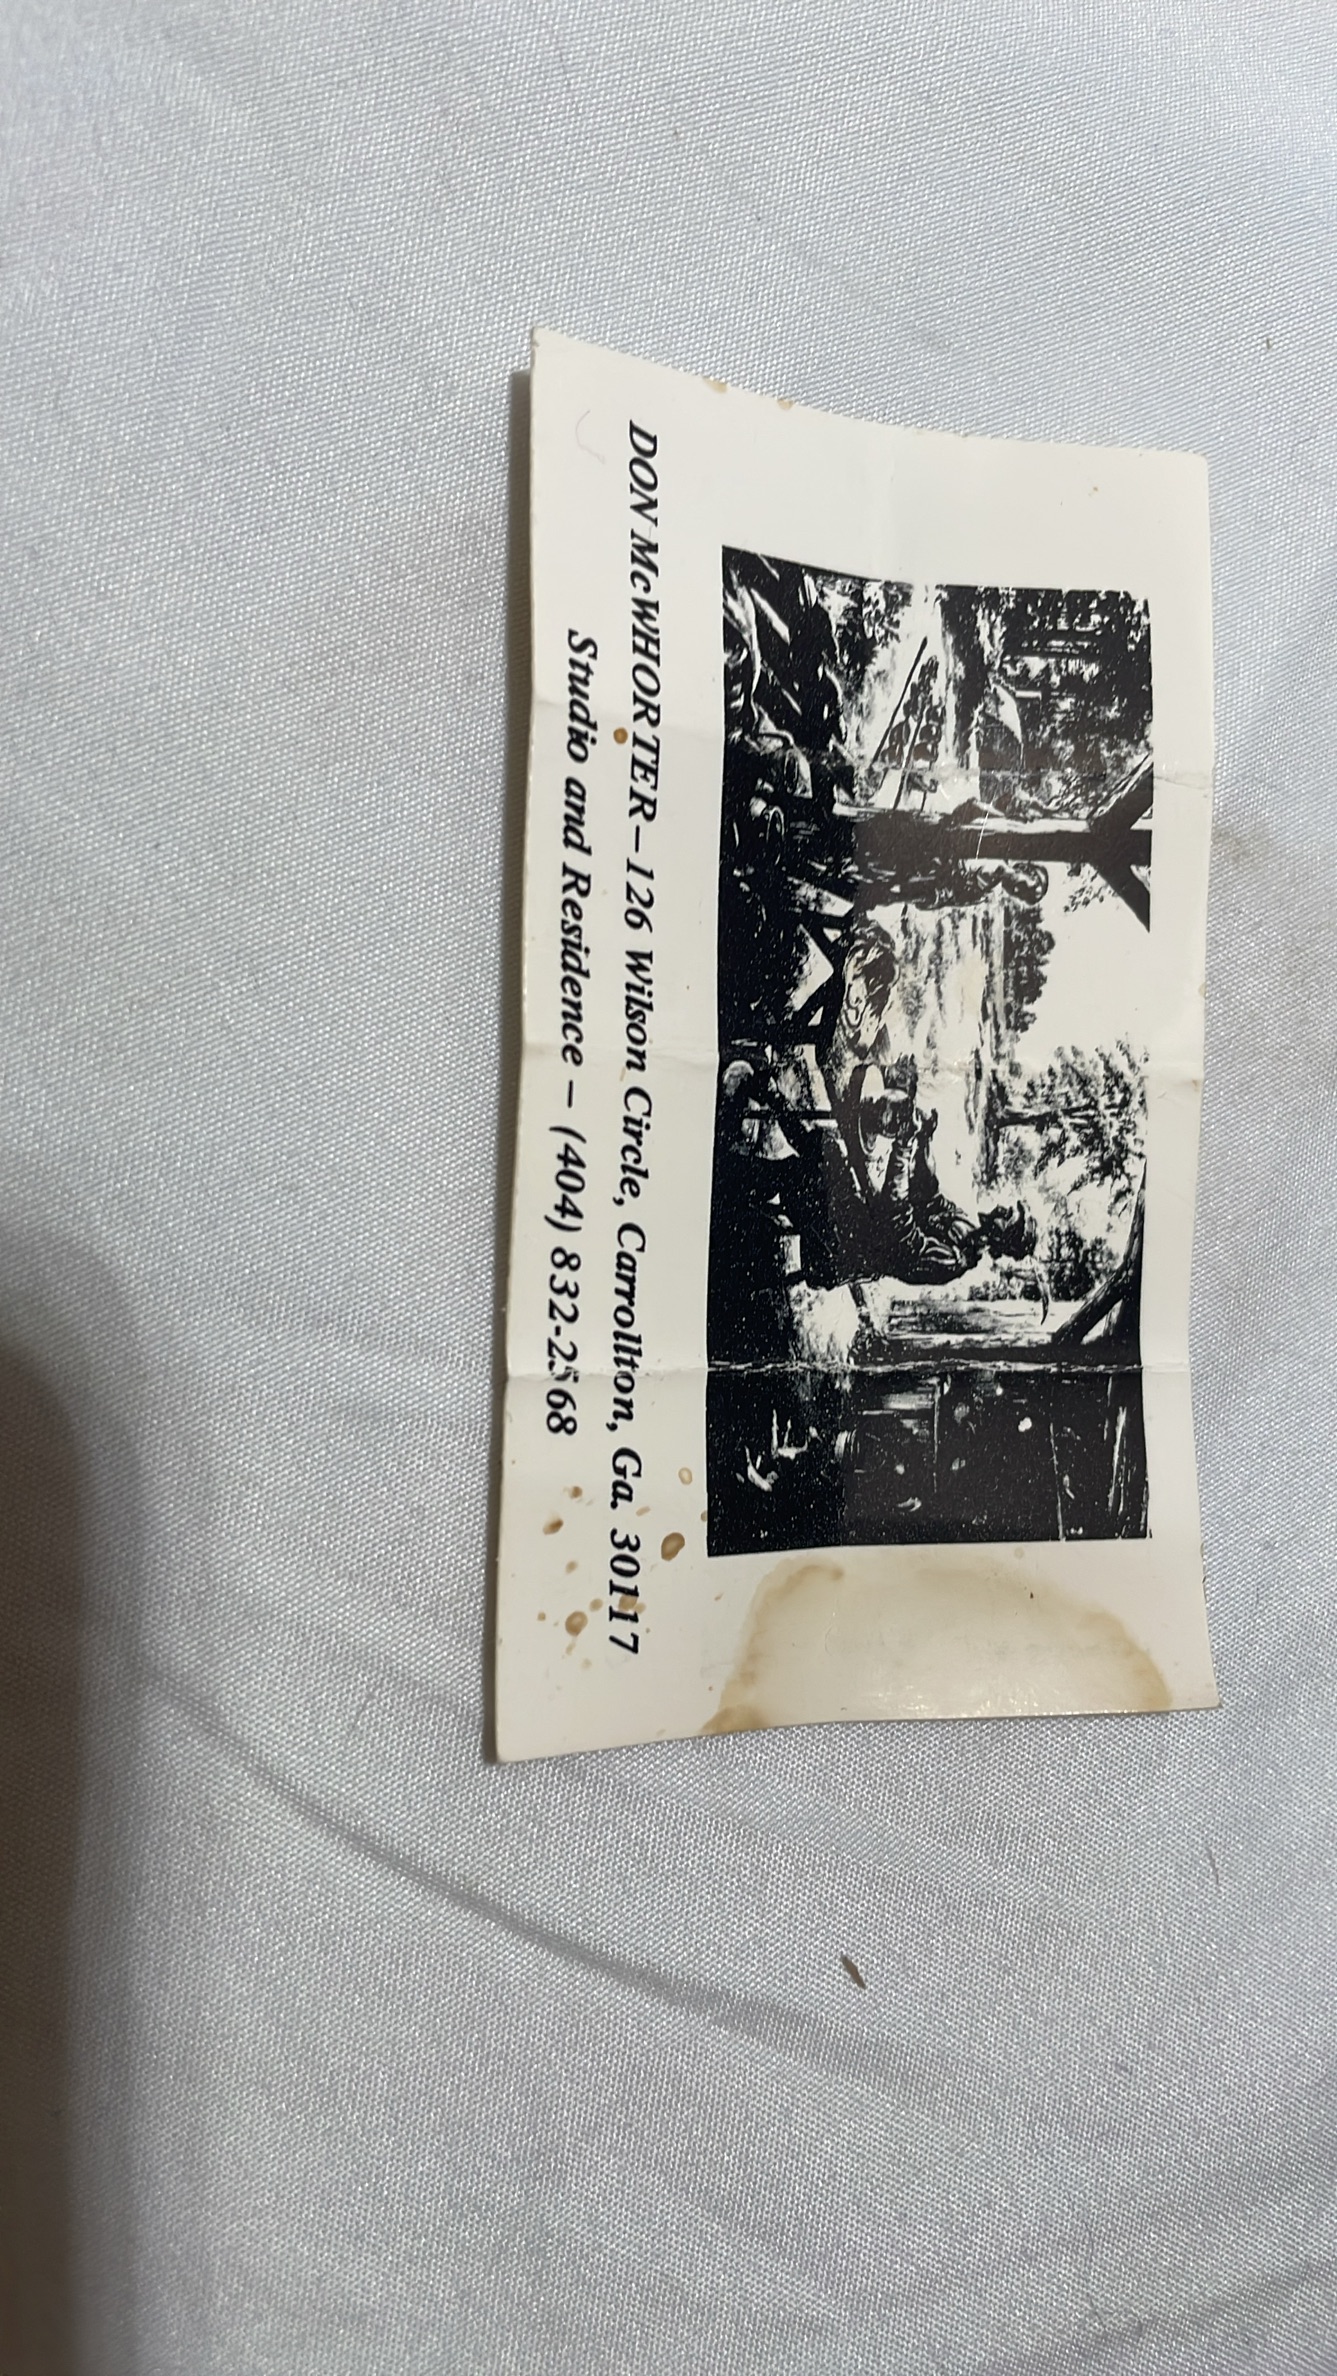 DON McWHORTER – 126 Wilson Circle, Carrollton, Ga. 30117
Studio and Residence – (404) 832-2568